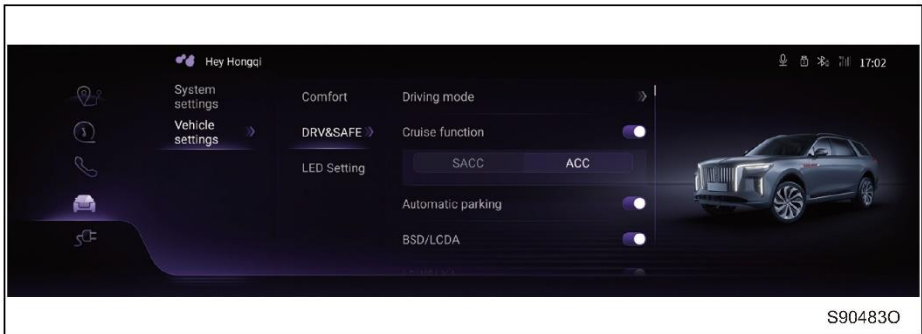 Hey Hongqi
17:02
System
settings
Vehicle
settings
Comfort
DRV&SAFE
LED Setting
Driving mode
Cruise function
SACC ACC
Automatic parking
BSD/LCDA
S90483O